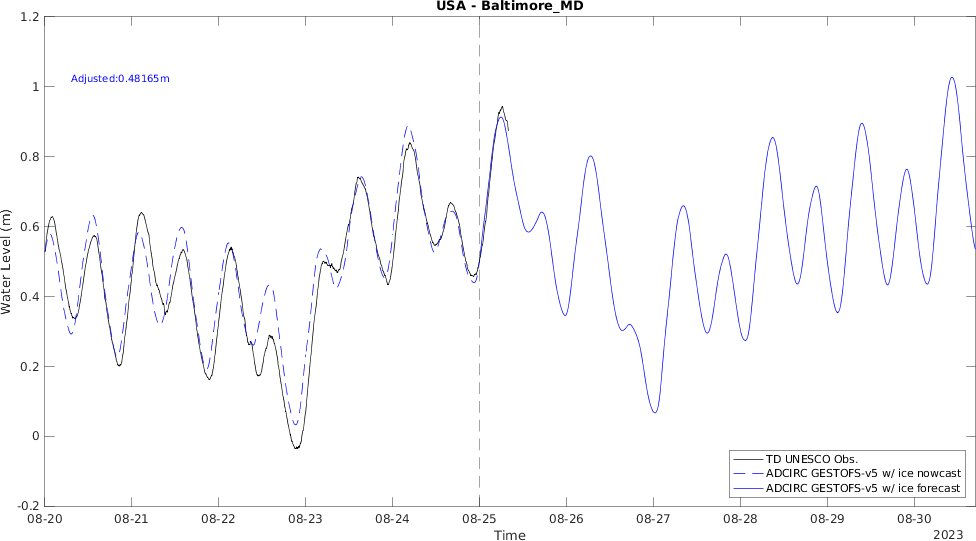 USA - Baltimore_MD
1.2
1
0.8
0.6
0.4
0.2
0
-0.2
Water Level (m)
Adjusted:0.48165m
TD UNESCO Obs.
ADCIRC GESTOFS-v5 w/ ice nowcast
ADCIRC GESTOFS-v5 w/ ice forecast
08-20 08-21 08-22 08-23 08-24 08-25 08-26 08-27 08-28 08-29 08-30
Time
2023